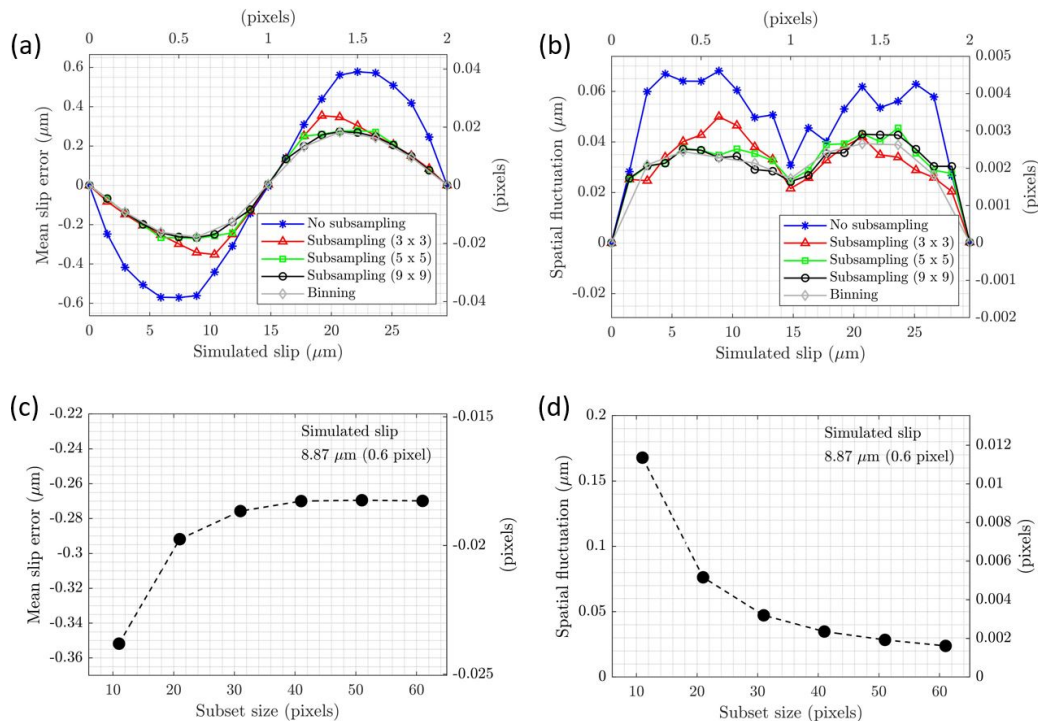 (a)
(pixels)
0 0.5 1 1.5 2
Mean slip error (μm)
0.6
0.4
0.2
0
-0.2
-0.4
-0.6
0.04
0.02
0
-0.02
-0.04
(pixels)
No subsampling
Subsampling (3 x 3)
Subsampling (5 x 5)
Subsampling (9 x 9)
Binning
0 5 10 15 20 25
Simulated slip (μm)
(b)
(pixels)
0 0.5 1 1.5 2
Spatial fluctuation (μm)
0.06
0.04
0.02
0
-0.02
0.005
0.004
0.003
0.002
0.001
0
-0.001
-0.002
(pixels)
No subsampling
Subsampling (3 x 3)
Subsampling (5 x 5)
Subsampling (9 x 9)
Binning
0 5 10 15 20 25
Simulated slip (μm)
(c)
Mean slip error (μm)
-0.22
-0.24
-0.26
-0.28
-0.3
-0.32
-0.34
-0.36
Simulated slip
8.87 μm (0.6 pixel)
-0.015
-0.02
-0.025
(pixels)
10 20 30 40 50 60
Subset size (pixels)
(d)
Spatial fluctuation (μm)
0.2
0.15
0.1
0.05
0
Simulated slip
8.87 μm (0.6 pixel)
0.012
0.01
0.008
0.006
0.004
0.002
0
(pixels)
10 20 30 40 50 60
Subset size (pixels)